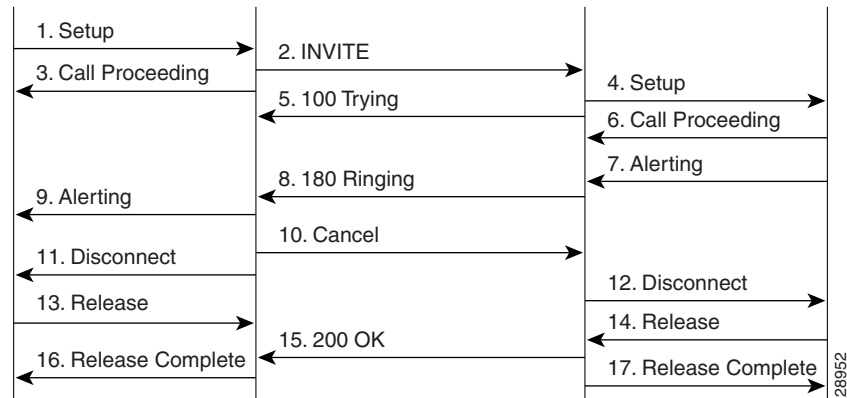 1. Setup
2. INVITE
3. Call Proceeding
4. Setup
5. 100 Trying
6. Call Proceeding
7. Alerting
8. 180 Ringing
9. Alerting
10. Cancel
11. Disconnect
12. Disconnect
13. Release
14. Release
15. 200 OK
16. Release Complete
17. Release Complete
28952